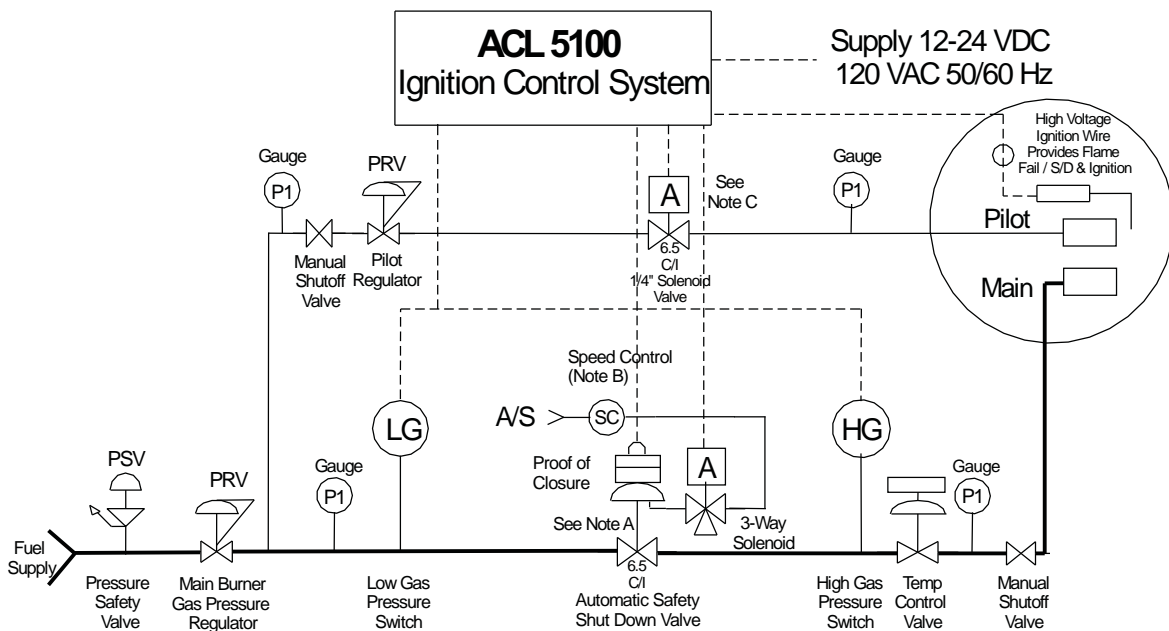 ACL 5100
Ignition Control System
Supply 12-24 VDC
120 VAC 50/60 Hz
High Voltage
Ignition Wire
Provides Flame
Fail / S/D & Ignition
Gauge
P1
PRV
A
See
Note C
Gauge
P1
Pilot
Manual
Shutoff
Valve
Pilot
Regulator
6.5
C/I
1/4" Solenoid
Valve
Main
Speed Control
(Note B)
A/S
SC
LG
HG
PSV
PRV
Gauge
P1
Proof of
Closure
A
Gauge
P1
See Note A
3-Way
Solenoid
Fuel
Supply
Pressure
Safety
Valve
Main Burner
Gas Pressure
Regulator
Low Gas
Pressure
Switch
6.5
C/I
Automatic Safety
Shut Down Valve
High Gas
Pressure
Switch
Temp
Control
Valve
Manual
Shutoff
Valve